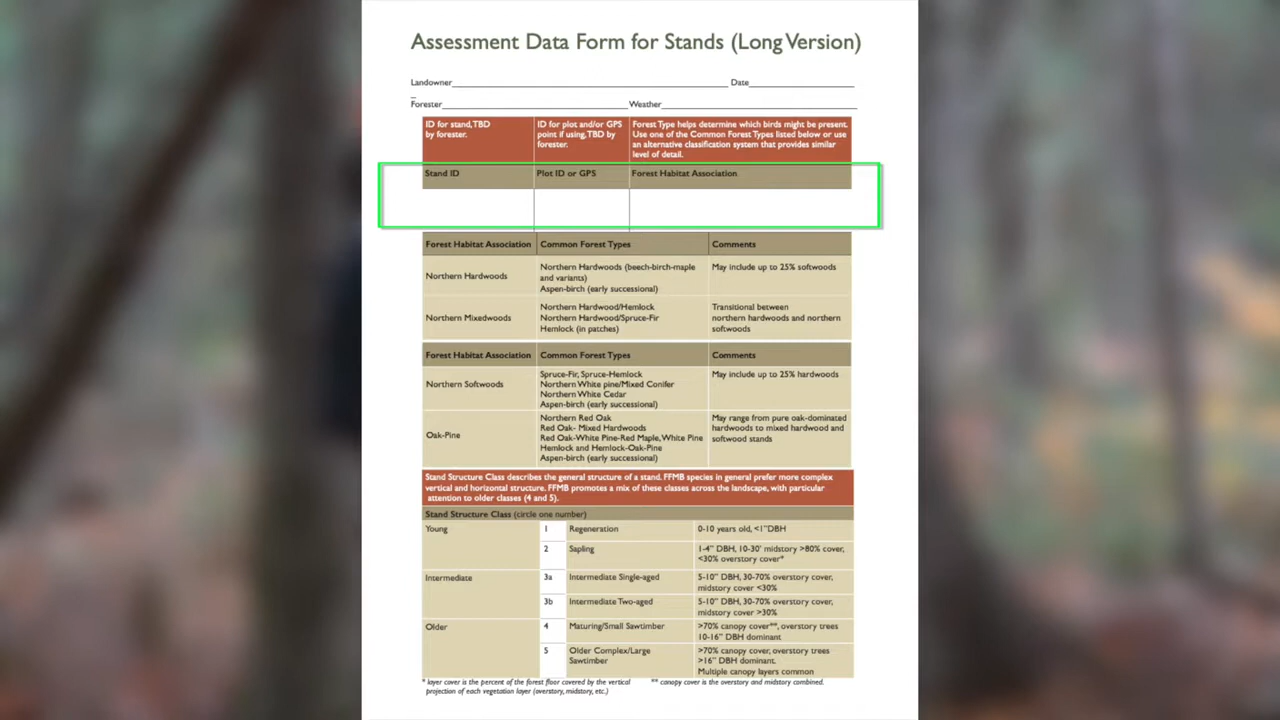 Assessment Data Form for Stands (Long Version)
Landowner Date
_
Forester Weather
ID for stand, TBD by forester.
ID for plot and/or GPS point if using, TBD by forester.
Forest Type helps determine which birds might be present.
Use one of the Common Forest Types listed below or use
an alternative classification system that provides similar
level of detail.
Stand ID Plot ID or GPS Forest Habitat Association
Forest Habitat Association Common Forest Types Comments
Northern Hardwoods
Northern Hardwoods (beech-birch-maple
and variants)
Aspen-birch (early successional)
May include up to 25% softwoods
Northern Mixedwoods
Northern Hardwood/Hemlock
Northern Hardwood/Spruce-Fir
Hemlock (in patches)
Transitional between
northern hardwoods and northern
softwoods
Forest Habitat Association Common Forest Types Comments
Northern Softwoods
Spruce-Fir, Spruce-Hemlock
Northern White pine/Mixed Conifer
Northern White Cedar
Aspen-birch (early successional)
May include up to 25% hardwoods
Oak-Pine
Northern Red Oak
Red Oak- Mixed Hardwoods
Red Oak-White Pine-Red Maple, White Pine
Hemlock and Hemlock-Oak-Pine
Aspen-birch (early successional)
May range from pure oak-dominated
hardwoods to mixed hardwood and
softwood stands
Stand Structure Class describes the general structure of a stand. FFMB species in general prefer more complex
vertical and horizontal structure. FFMB promotes a mix of these classes across the landscape, with particular
attention to older classes (4 and 5).
Stand Structure Class (circle one number)
Young 1 Regeneration 0-10 years old, <1"DBH
2 Sapling 1-4" DBH, 10-30' midstory >80% cover,
<30% overstory cover*
Intermediate 3a Intermediate Single-aged 5-10" DBH, 30-70% overstory cover,
midstory cover <30%
3b Intermediate Two-aged 5-10" DBH, 30-70% overstory cover,
midstory cover >30%
Older 4 Maturing/Small Sawtimber >70% canopy cover**, overstory trees
10-16" DBH dominant
5 Older Complex/Large
Sawtimber
>70% canopy cover, overstory trees
>16" DBH dominant.
Multiple canopy layers common
* layer cover is the percent of the forest floor covered by the vertical
projection of each vegetation layer (overstory, midstory, etc.)
** canopy cover is the overstory and midstory combined.